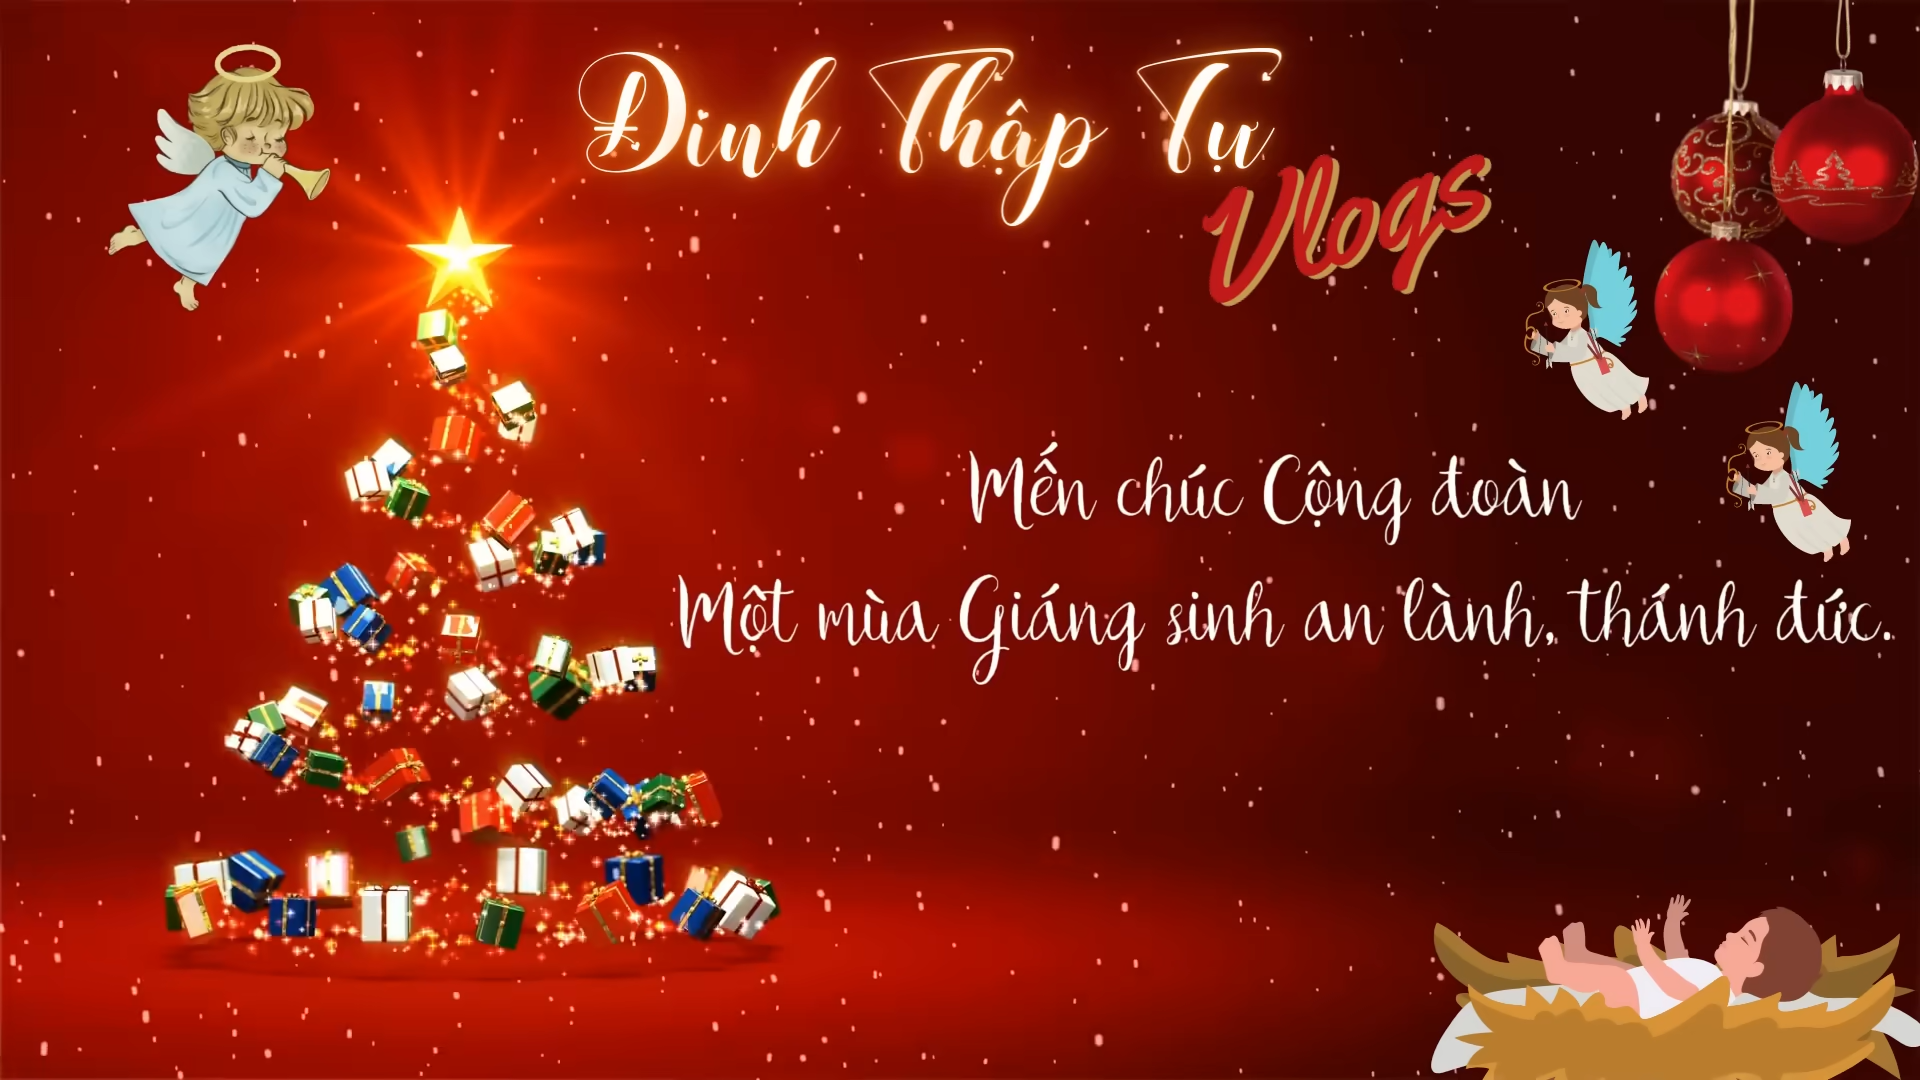 Đinh Thập Tự
Vlogs
Mến chúc Cộng đoàn
Một mùa Giáng sinh an lành, thánh đức.